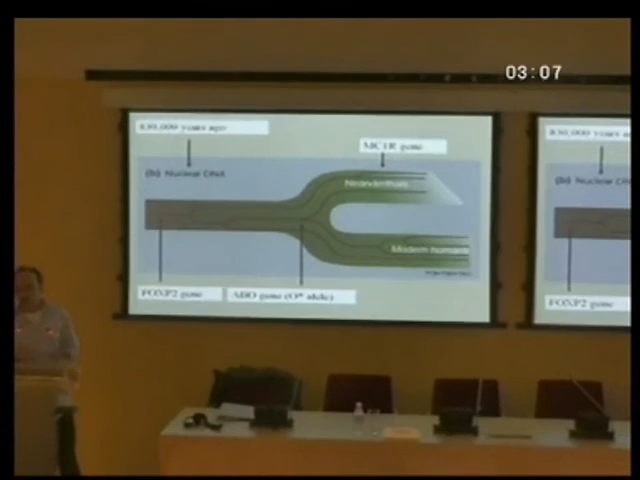 03:07
830,000 years ago
MC1R gene
(b) Nuclear DNA
Neanderthals
Modern humans
FOXP2 gene
ABO gene (O allele)
830,000 years a
(b) Nuclear D
FOXP2 gene